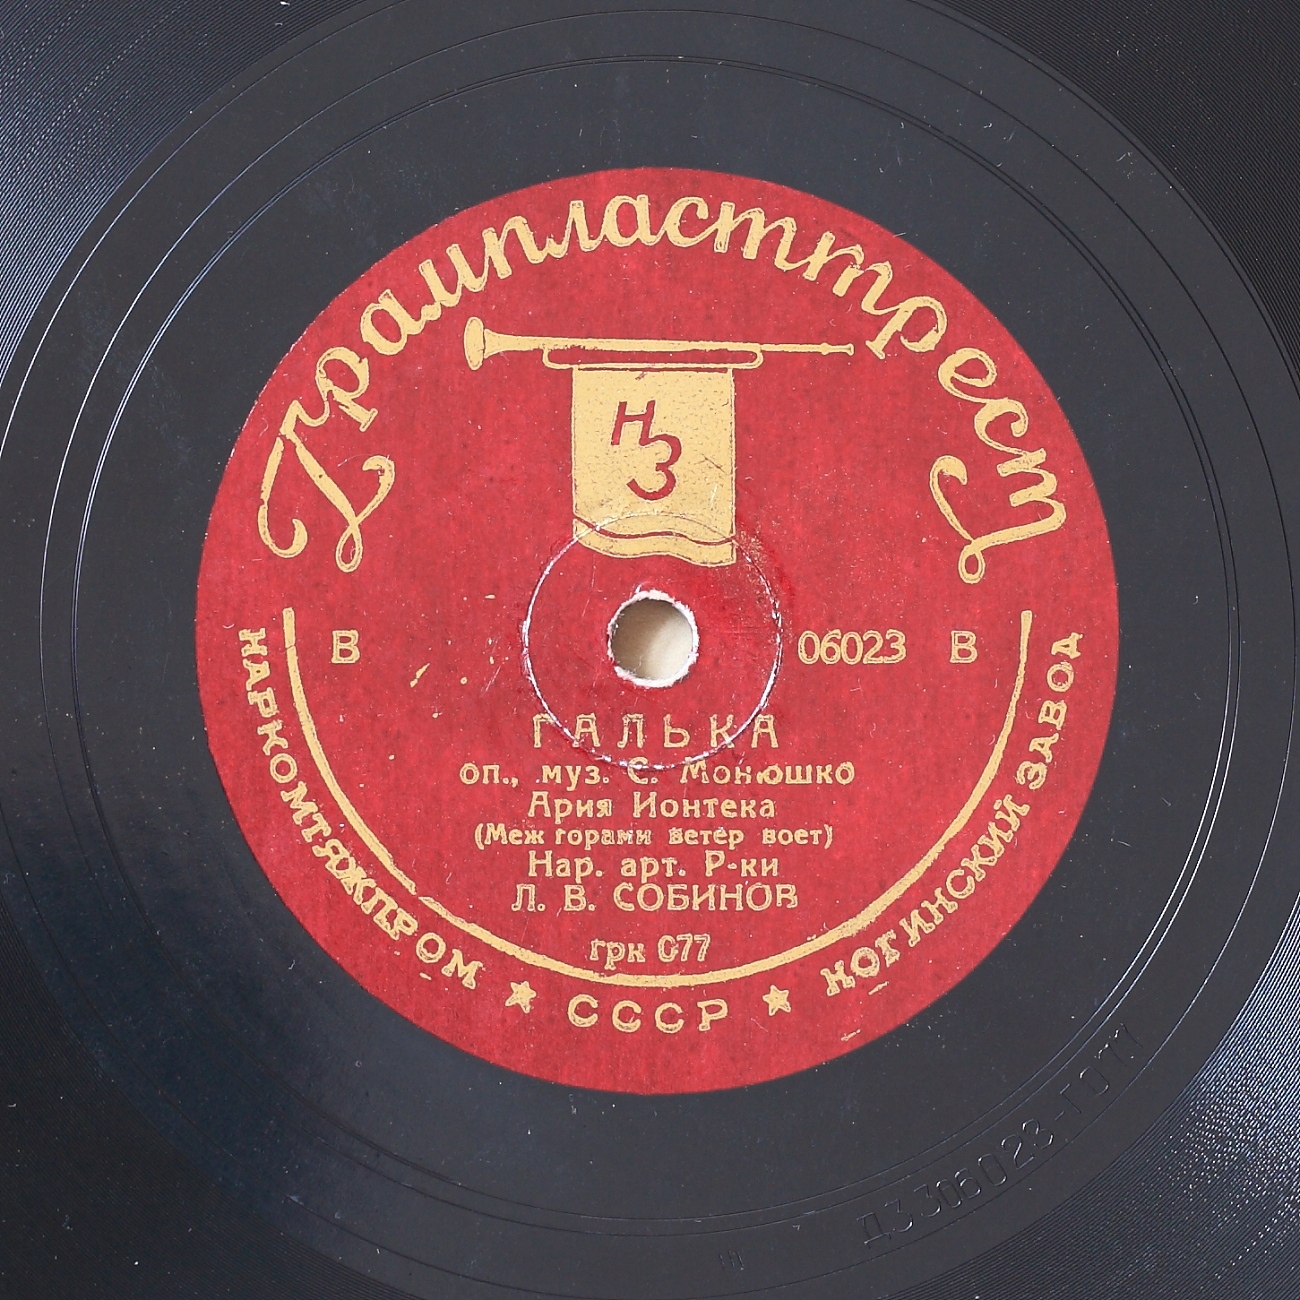 Грампласттрест
НЗ
В 06023 В
ГАЛЬКА
оп., муз. С. Монюшко
Ария Ионтека
(Меж горами ветер воет)
Нар. арт. Р-ки
Л. В. СОБИНОВ
грк 077
НАРКОМТЯЖПРОМ ★ СССР ★ НОГИНСКИЙ ЗАВОД